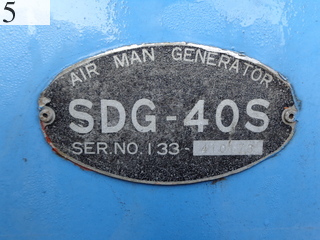 5
AIR MAN GENERATOR
SDG-40S
SER.NO.133-